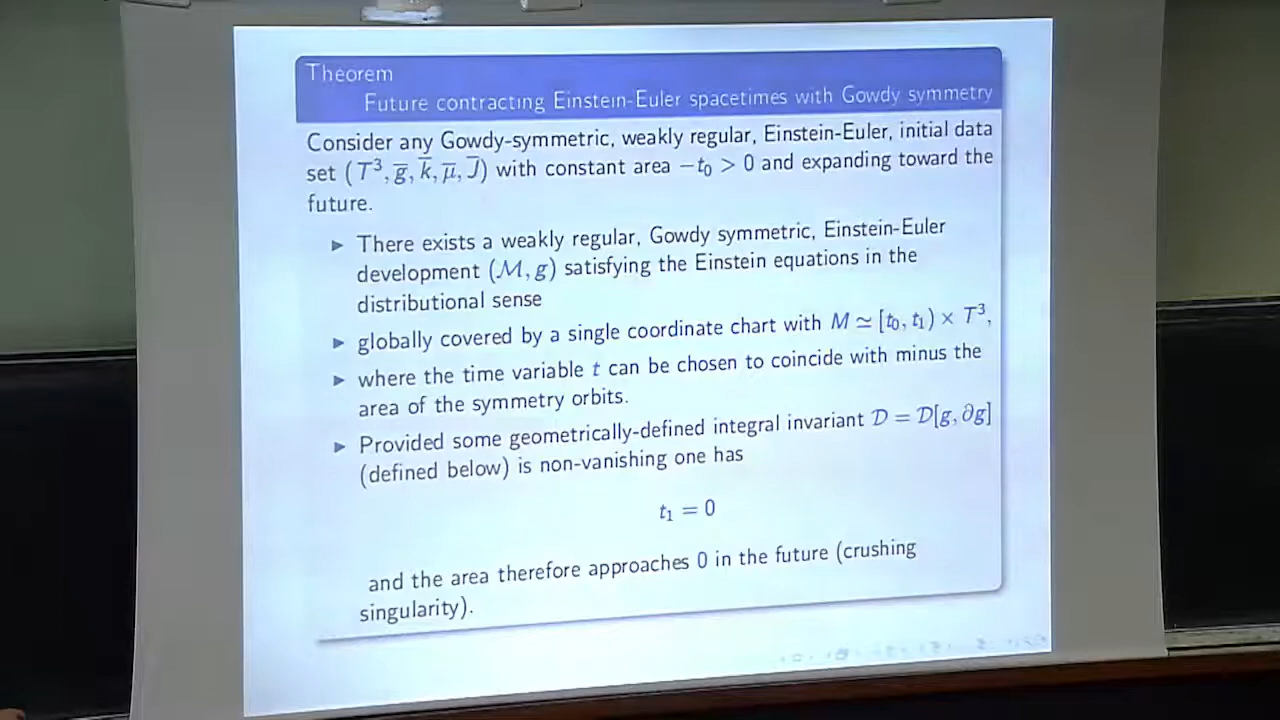 Theorem
Future contracting Einstein-Euler spacetimes with Gowdy symmetry
Consider any Gowdy-symmetric, weakly regular, Einstein-Euler, initial data
set (T³, g̅, k̅, μ̅, J̅) with constant area −t₀ > 0 and expanding toward the
future.
▶ There exists a weakly regular, Gowdy symmetric, Einstein-Euler
development (M, g) satisfying the Einstein equations in the
distributional sense
▶ globally covered by a single coordinate chart with M ≃ [t₀, t₁) × T³,
▶ where the time variable t can be chosen to coincide with minus the
area of the symmetry orbits.
▶ Provided some geometrically-defined integral invariant D = D[g, ∂g]
(defined below) is non-vanishing one has
t₁ = 0
and the area therefore approaches 0 in the future (crushing
singularity).